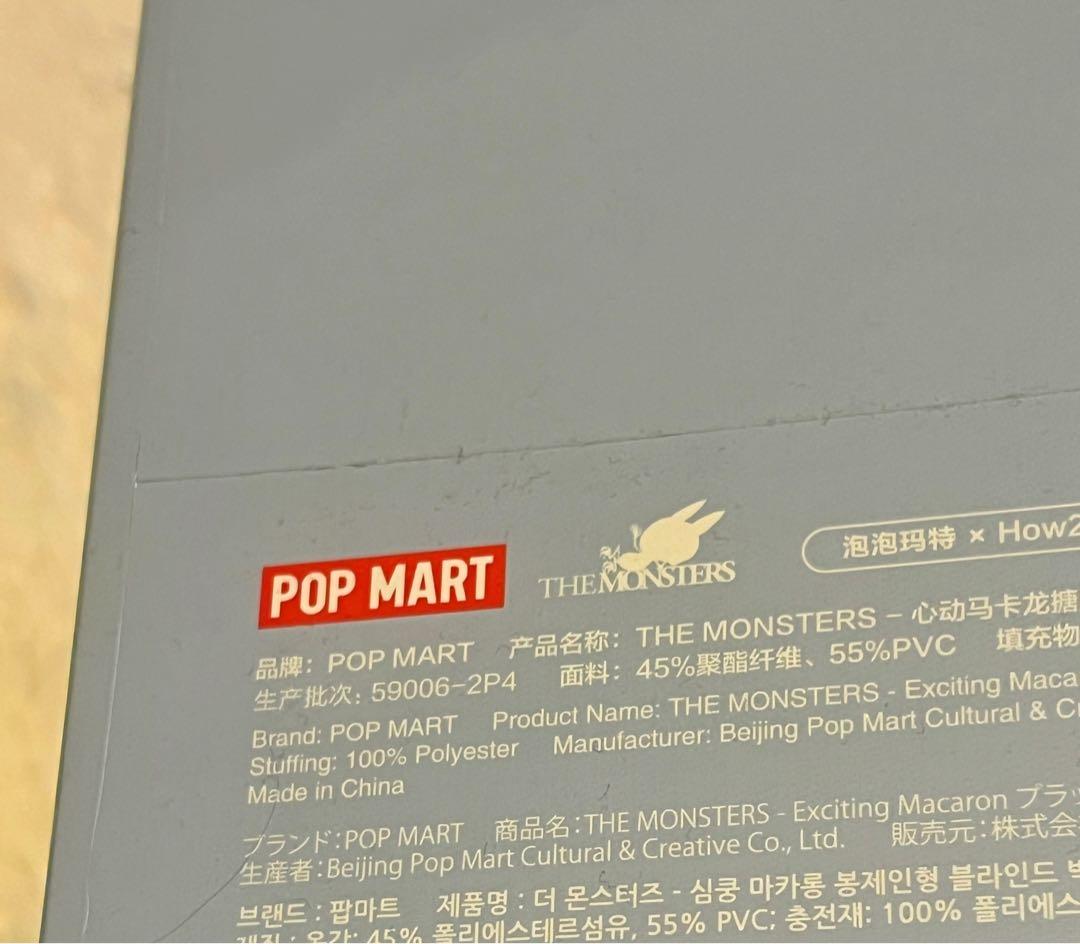 POP MART
THE MONSTERS
泡泡玛特 × How2
品牌：POP MART 产品名称：THE MONSTERS - 心动马卡龙搪
生产批次：59006-2P4 面料：45%聚酯纤维、55%PVC 填充物
Brand: POP MART Product Name: THE MONSTERS - Exciting Maca
Stuffing: 100% Polyester Manufacturer: Beijing Pop Mart Cultural & C
Made in China
ブランド：POP MART 商品名：THE MONSTERS - Exciting Macaron プラ
生産者：Beijing Pop Mart Cultural & Creative Co., Ltd. 販売元：株式会
브랜드 : 팝마트 제품명 : 더 몬스터즈 - 심쿵 마카롱 봉제인형 블라인드
재질 : 옷감: 45% 폴리에스테르섬유, 55% PVC; 충전재: 100% 폴리에스